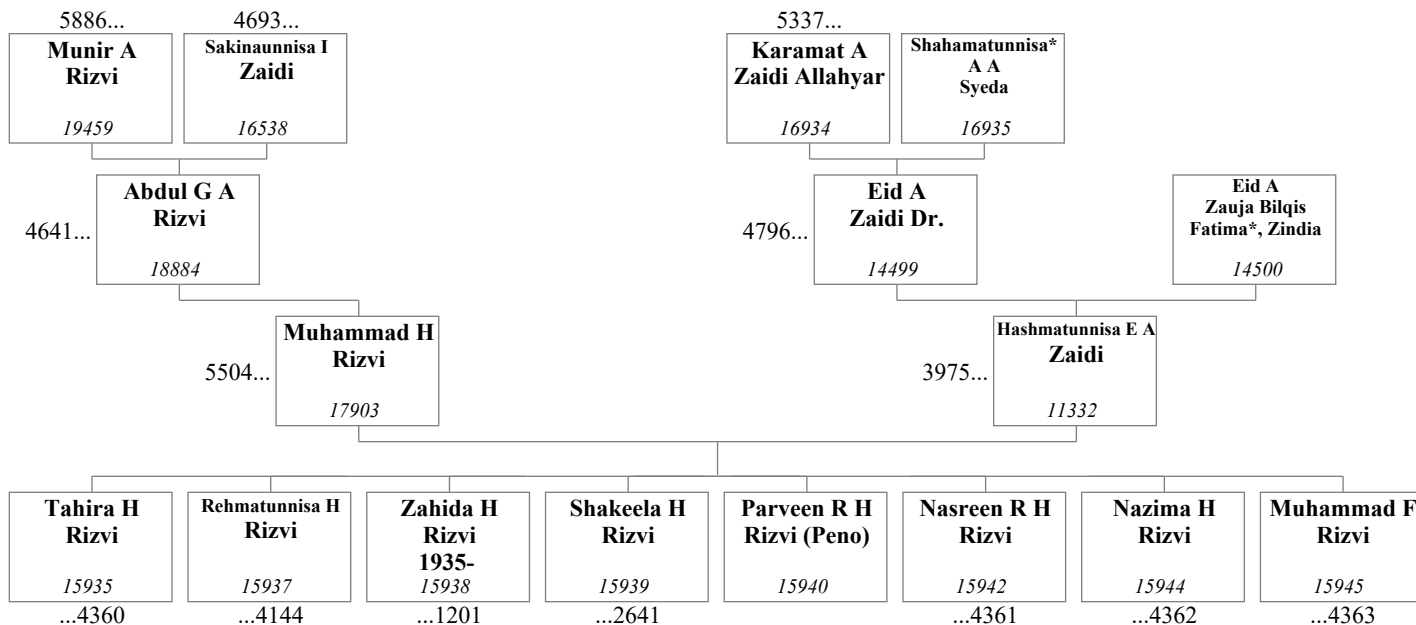 5886...
4693...
5337...
Munir A
Rizvi
19459
Sakinaunnisa I
Zaidi
16538
Karamat A
Zaidi Allahyar
16934
Shahamatunnisa*
A A
Syeda
16935
4641...
Abdul G A
Rizvi
18884
4796...
Eid A
Zaidi Dr.
14499
Eid A
Zauja Bilqis
Fatima*, Zindia
14500
5504...
Muhammad H
Rizvi
17903
3975...
Hashmatunnisa E A
Zaidi
11332
Tahira H
Rizvi
15935
...4360
Rehmatunnisa H
Rizvi
15937
...4144
Zahida H
Rizvi
1935-
15938
...1201
Shakeela H
Rizvi
15939
...2641
Parveen R H
Rizvi (Peno)
15940
Nasreen R H
Rizvi
15942
...4361
Nazima H
Rizvi
15944
...4362
Muhammad F
Rizvi
15945
...4363